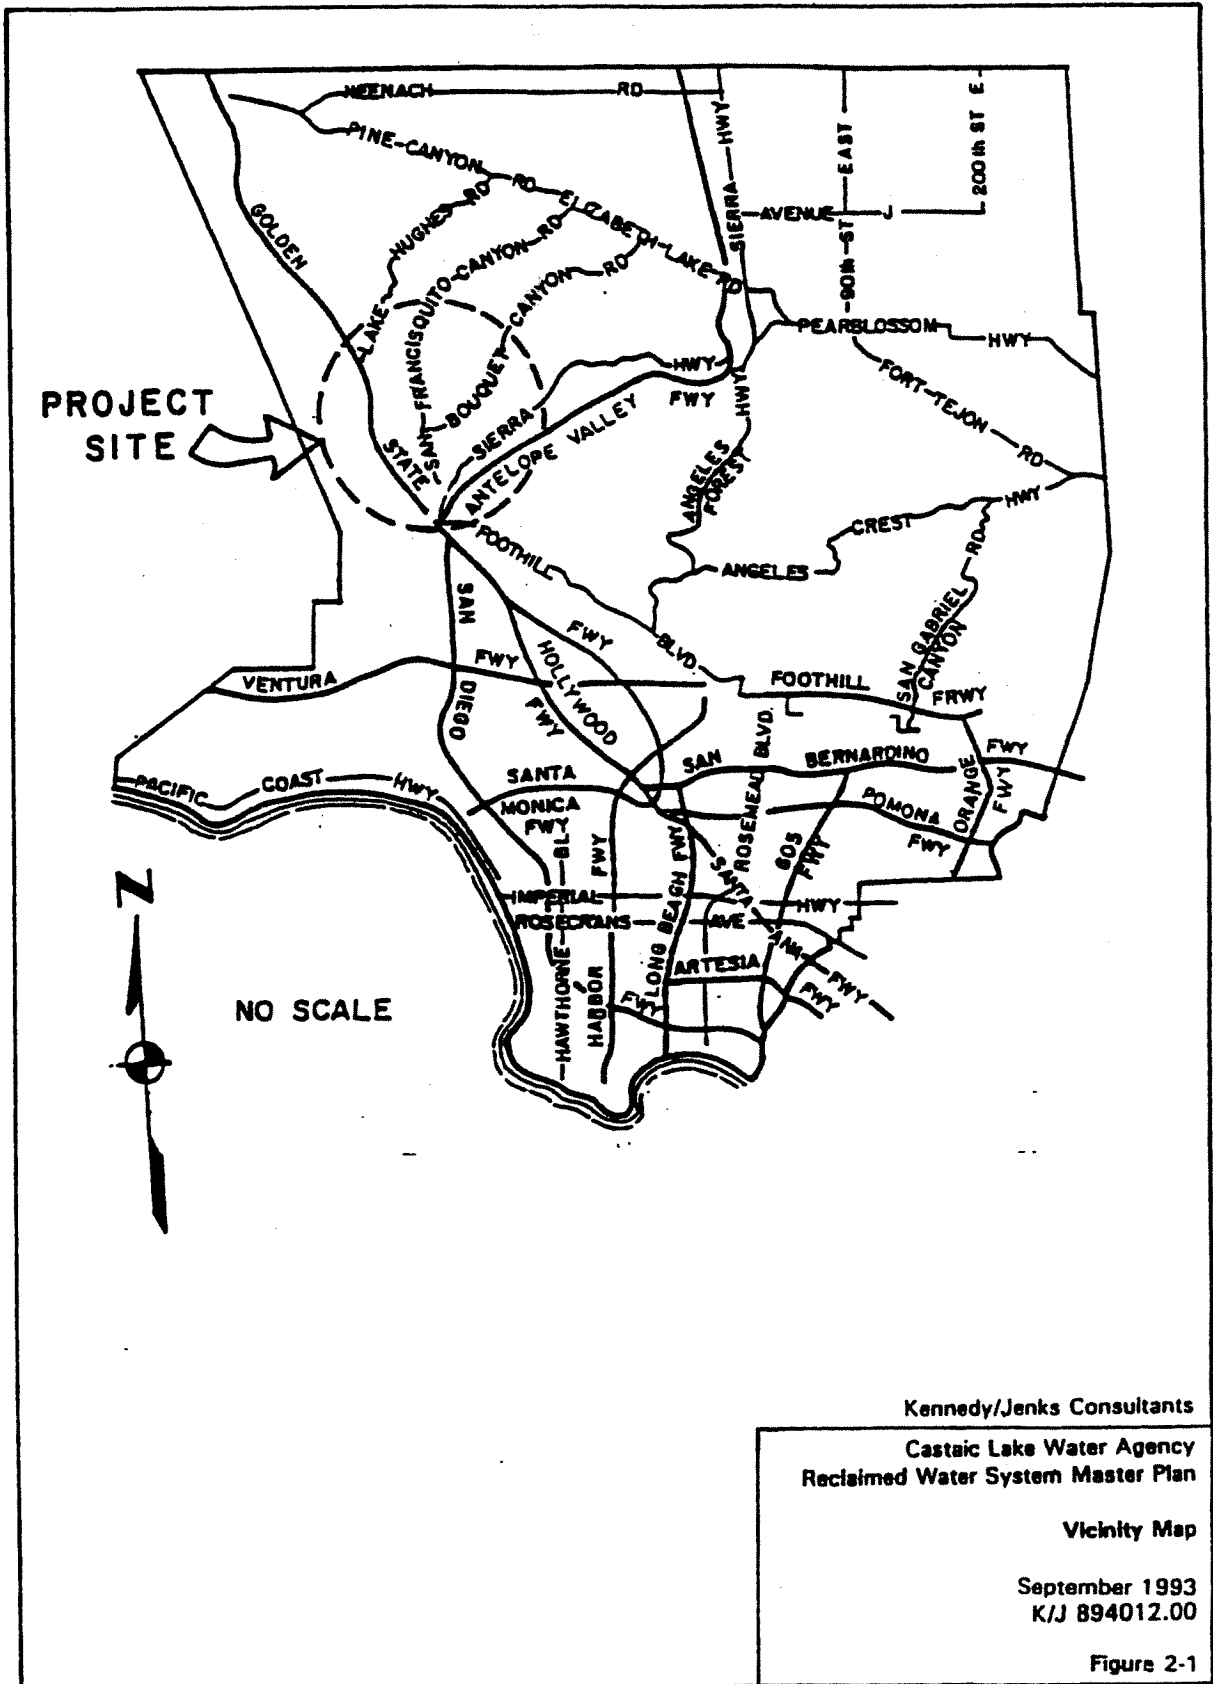 NEENACH RD
PINE CANYON RD
ELIZABETH LAKE RD
SIERRA HWY
90th ST EAST
200th ST E
AVENUE J
GOLDEN STATE
LAKE HUGHES RD
SAN FRANCISQUITO CANYON RD
BOUQUET CANYON RD
PEARBLOSSOM HWY
FORT TEJON RD
PROJECT
SITE
SIERRA HWY
ANTELOPE VALLEY FWY
ANGELES
FOREST
HWY
ANGELES CREST HWY
SAN GABRIEL
CANYON
RD
FOOTHILL BLVD
SAN DIEGO
FWY
HOLLYWOOD
FWY
VENTURA FWY
FOOTHILL FRWY
PACIFIC COAST HWY
SANTA
MONICA
FWY
SAN BERNARDINO FWY
ROSEMEAD BLVD.
POMONA FWY
ORANGE FWY
605
FWY
SANTA ANA FWY
LONG BEACH FWY
HARBOR FWY
HAWTHORNE BL
IMPERIAL HWY
ROSECRANS AVE
ARTESIA FWY
FWY
N
NO SCALE
Kennedy/Jenks Consultants
Castaic Lake Water Agency
Reclaimed Water System Master Plan
Vicinity Map
September 1993
K/J 894012.00
Figure 2-1